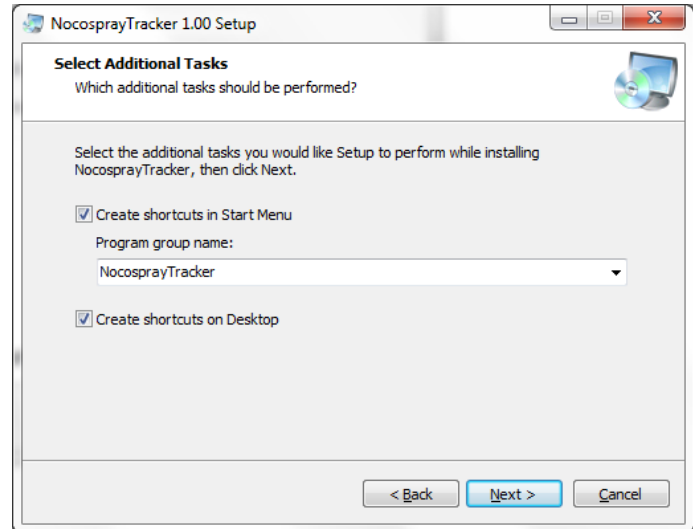 NocosprayTracker 1.00 Setup
Select Additional Tasks
Which additional tasks should be performed?
Select the additional tasks you would like Setup to perform while installing
NocosprayTracker, then click Next.
Create shortcuts in Start Menu
Program group name:
NocosprayTracker
Create shortcuts on Desktop
< Back
Next >
Cancel